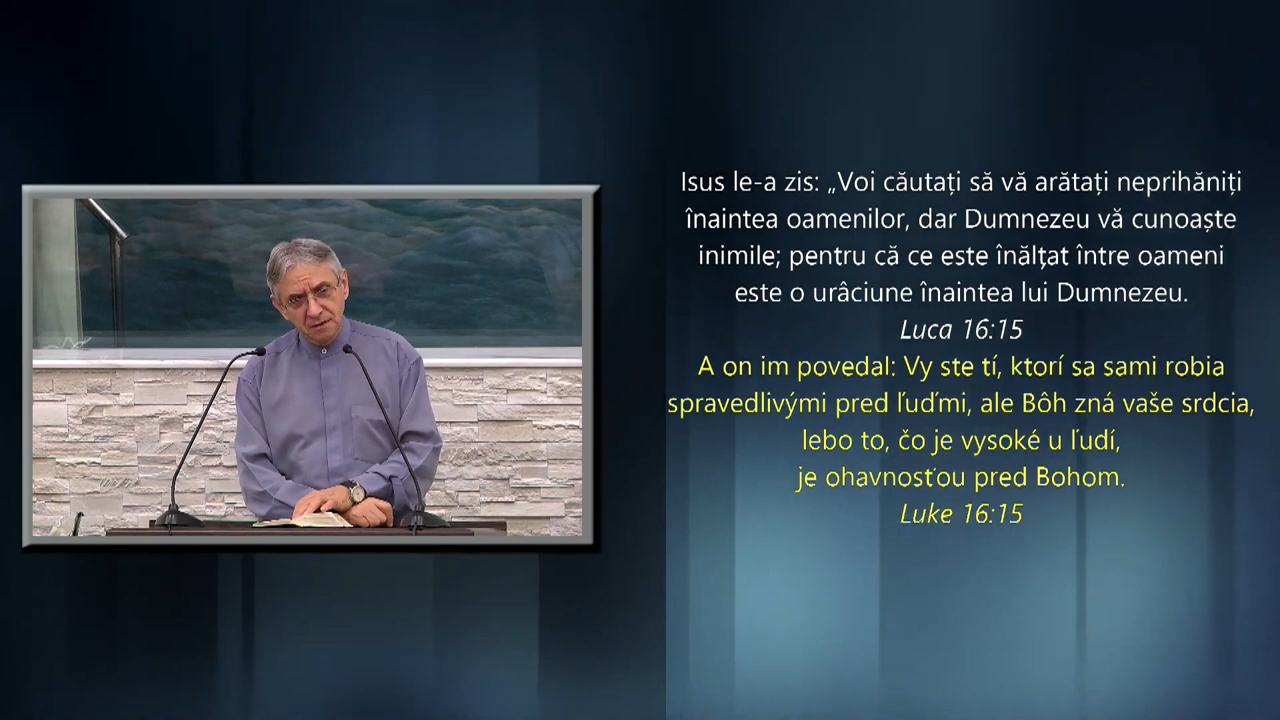 Isus le-a zis: „Voi căutați să vă arătați neprihăniți
înaintea oamenilor, dar Dumnezeu vă cunoaște
inimile; pentru că ce este înălțat între oameni
este o urâciune înaintea lui Dumnezeu.
Luca 16:15
A on im povedal: Vy ste tí, ktorí sa sami robia
spravedlivými pred ľuďmi, ale Bôh zná vaše srdcia,
lebo to, čo je vysoké u ľudí,
je ohavnosťou pred Bohom.
Luke 16:15